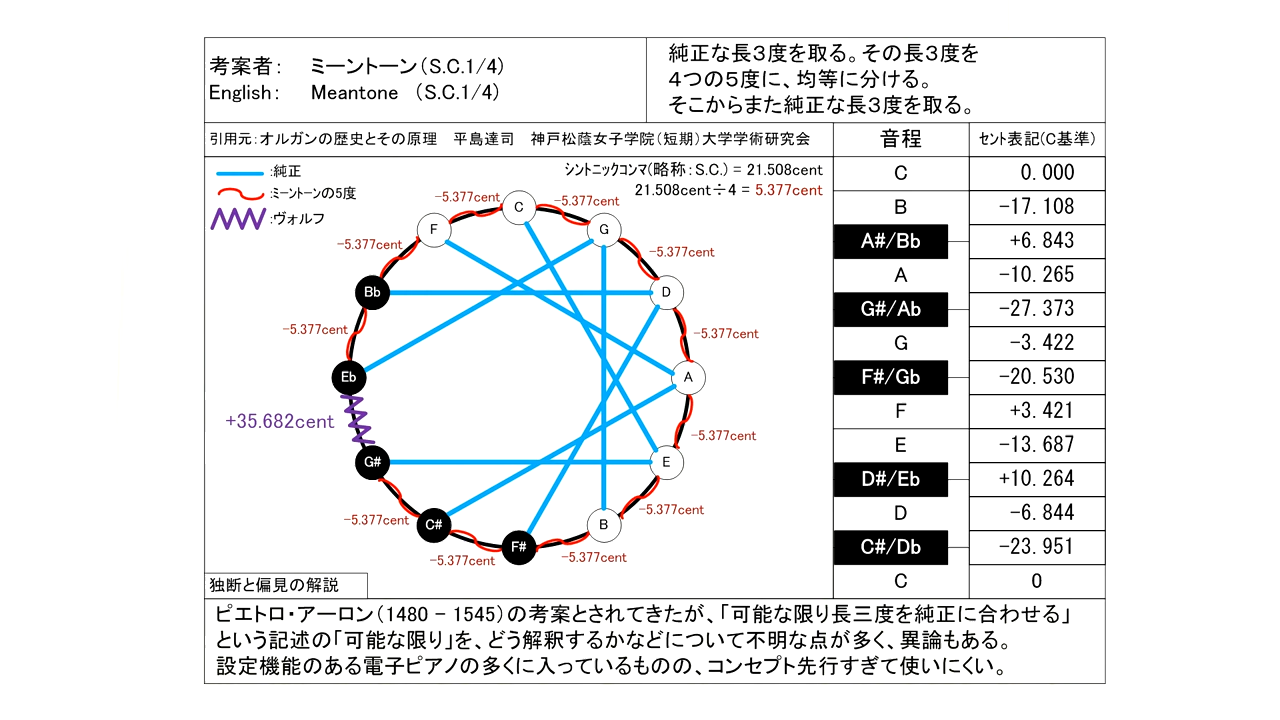 考案者: ミーントーン(S.C.1/4)
English: Meantone (S.C.1/4)
純正な長3度を取る。その長3度を
4つの5度に、均等に分ける。
そこからまた純正な長3度を取る。
引用元:オルガンの歴史とその原理 平島達司 神戸松蔭女子学院(短期)大学学術研究会
音程 セント表記(C基準)
:純正
:ミーントーンの5度
:ヴォルフ
シントニックコンマ(略称:S.C.) = 21.508cent
21.508cent÷4 = 5.377cent
C
G
D
A
E
B
F#
C#
G#
Eb
Bb
F
-5.377cent
-5.377cent
-5.377cent
-5.377cent
-5.377cent
-5.377cent
-5.377cent
-5.377cent
-5.377cent
+35.682cent
-5.377cent
-5.377cent
C 0.000
B -17.108
A#/Bb +6.843
A -10.265
G#/Ab -27.373
G -3.422
F#/Gb -20.530
F +3.421
E -13.687
D#/Eb +10.264
D -6.844
C#/Db -23.951
C 0
独断と偏見の解説
ピエトロ・アーロン(1480 - 1545)の考案とされてきたが、「可能な限り長三度を純正に合わせる」
という記述の「可能な限り」を、どう解釈するかなどについて不明な点が多く、異論もある。
設定機能のある電子ピアノの多くに入っているものの、コンセプト先行すぎて使いにくい。